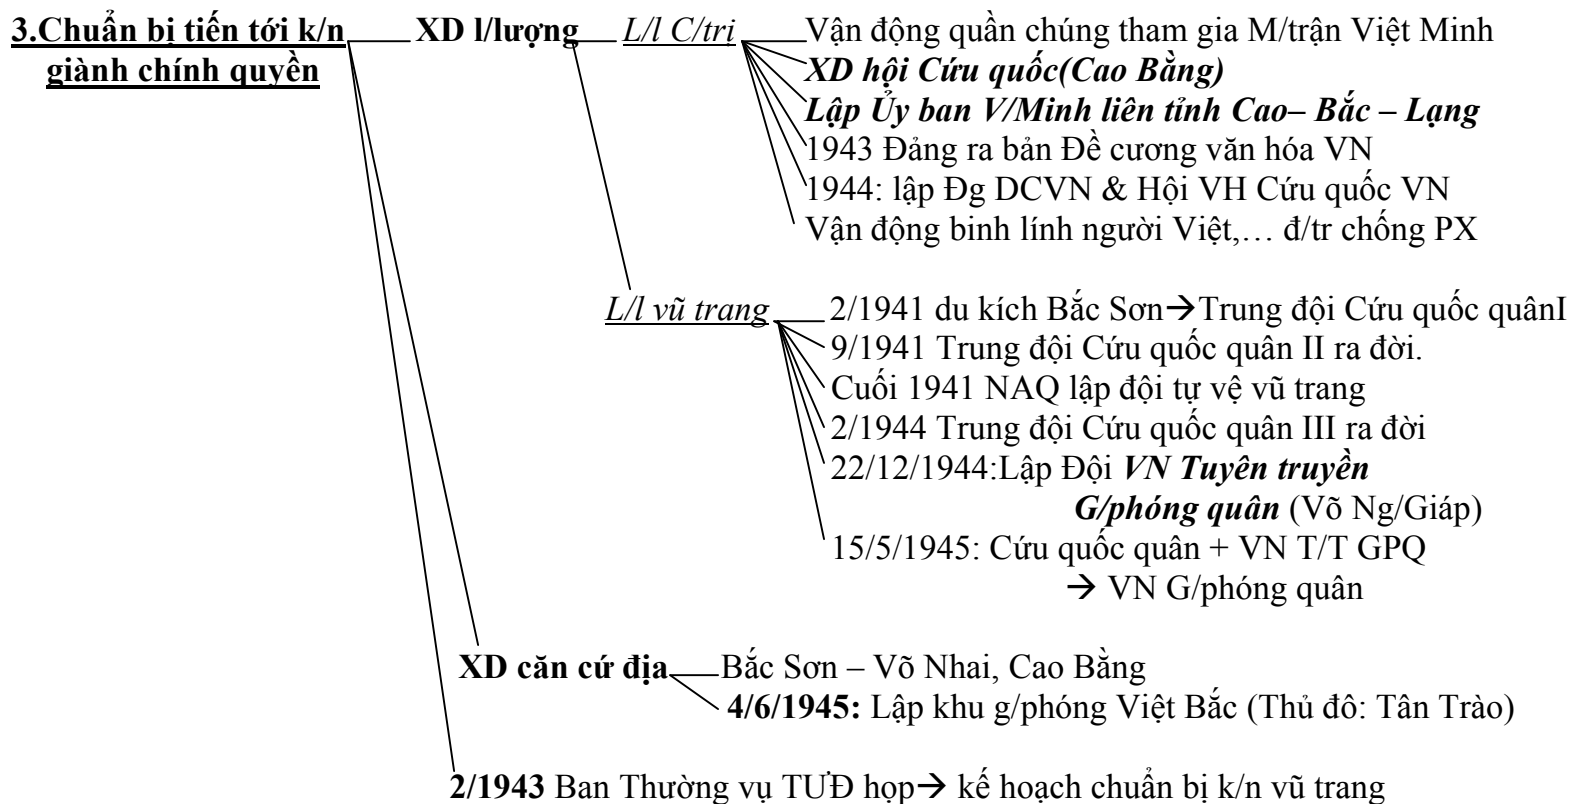 3.Chuẩn bị tiến tới k/n XD l/lượng L/l C/trị Vận động quần chúng tham gia M/trận Việt Minh
giành chính quyền XD hội Cứu quốc(Cao Bằng)
Lập Ủy ban V/Minh liên tỉnh Cao– Bắc – Lạng
1943 Đảng ra bản Đề cương văn hóa VN
1944: lập Đg DCVN & Hội VH Cứu quốc VN
Vận động binh lính người Việt,… đ/tr chống PX
L/l vũ trang 2/1941 du kích Bắc Sơn→Trung đội Cứu quốc quânI
9/1941 Trung đội Cứu quốc quân II ra đời.
Cuối 1941 NAQ lập đội tự vệ vũ trang
2/1944 Trung đội Cứu quốc quân III ra đời
22/12/1944:Lập Đội VN Tuyên truyền
G/phóng quân (Võ Ng/Giáp)
15/5/1945: Cứu quốc quân + VN T/T GPQ
→ VN G/phóng quân
XD căn cứ địa Bắc Sơn – Võ Nhai, Cao Bằng
4/6/1945: Lập khu g/phóng Việt Bắc (Thủ đô: Tân Trào)
2/1943 Ban Thường vụ TƯĐ họp→ kế hoạch chuẩn bị k/n vũ trang